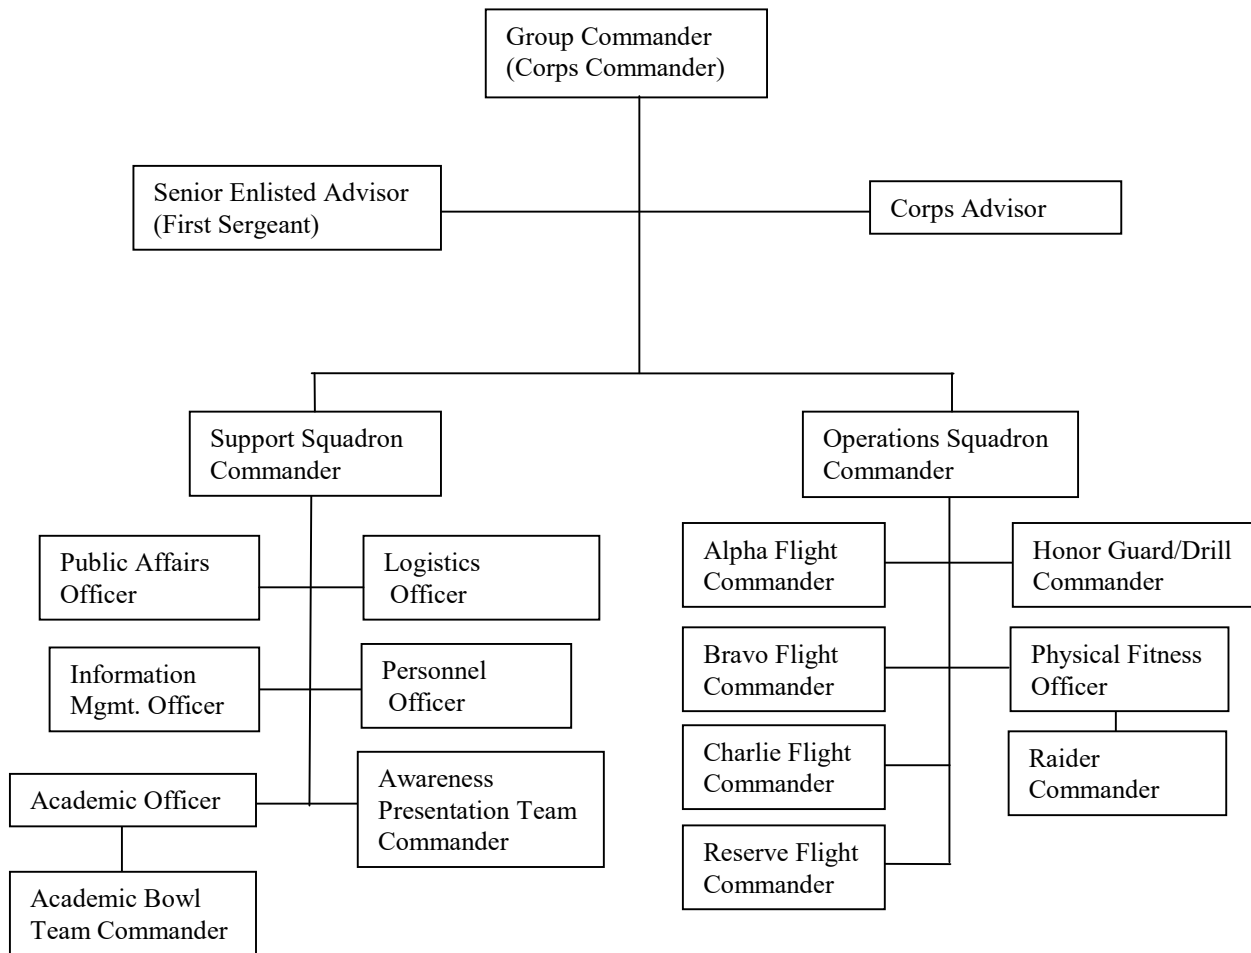 Group Commander
(Corps Commander)
Senior Enlisted Advisor
(First Sergeant)
Corps Advisor
Support Squadron
Commander
Operations Squadron
Commander
Public Affairs
Officer
Logistics
Officer
Information
Mgmt. Officer
Personnel
Officer
Academic Officer
Awareness
Presentation Team
Commander
Academic Bowl
Team Commander
Alpha Flight
Commander
Honor Guard/Drill
Commander
Bravo Flight
Commander
Physical Fitness
Officer
Charlie Flight
Commander
Raider
Commander
Reserve Flight
Commander